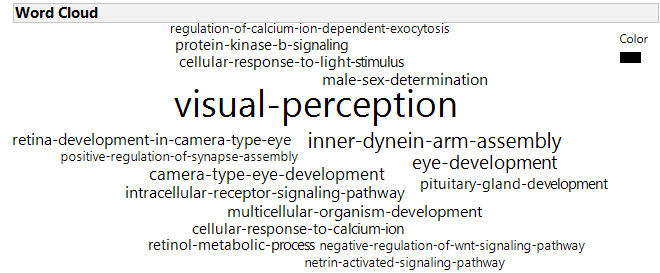 Word Cloud
regulation-of-calcium-ion-dependent-exocytosis
Color
protein-kinase-b-signaling
cellular-response-to-light-stimulus
male-sex-determination
visual-perception
retina-development-in-camera-type-eye inner-dynein-arm-assembly
positive-regulation-of-synapse-assembly eye-development
camera-type-eye-development
pituitary-gland-development
intracellular-receptor-signaling-pathway
multicellular-organism-development
cellular-response-to-calcium-ion
retinol-metabolic-process negative-regulation-of-wnt-signaling-pathway
netrin-activated-signaling-pathway